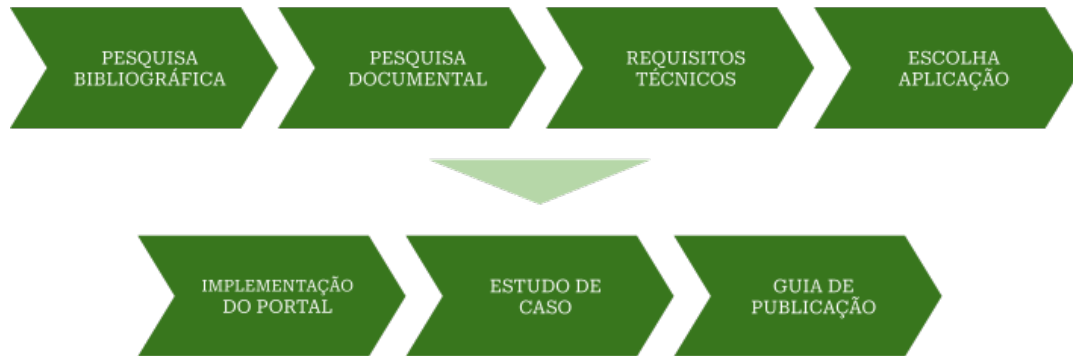 PESQUISA
BIBLIOGRÁFICA
PESQUISA
DOCUMENTAL
REQUISITOS
TÉCNICOS
ESCOLHA
APLICAÇÃO
IMPLEMENTAÇÃO
DO PORTAL
ESTUDO DE
CASO
GUIA DE
PUBLICAÇÃO